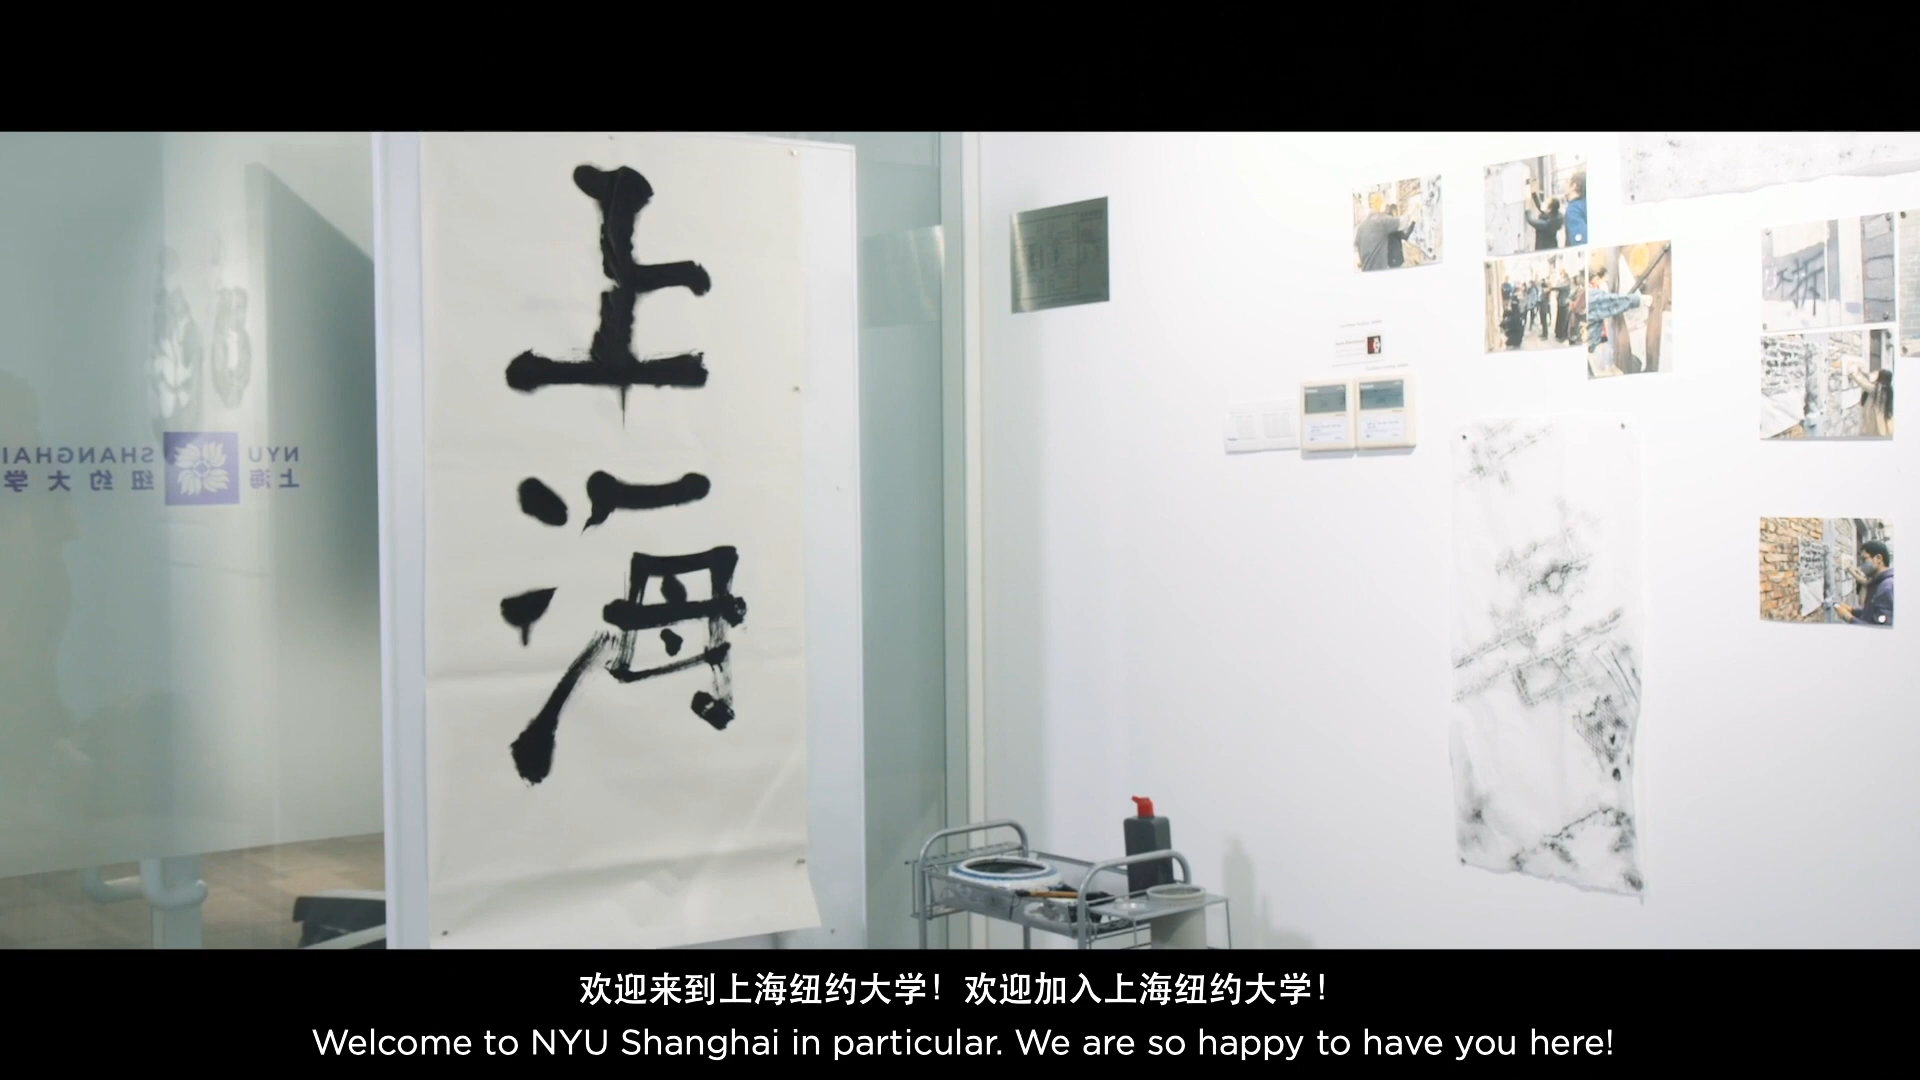 上海
NYU SHANGHAI
上海 纽约大学
拆
欢迎来到上海纽约大学！欢迎加入上海纽约大学！
Welcome to NYU Shanghai in particular. We are so happy to have you here!